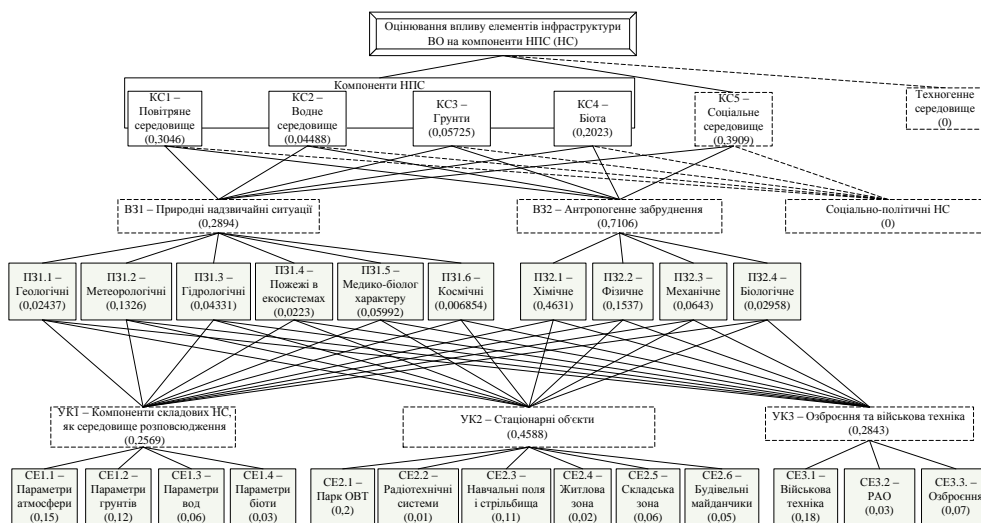 Оцінювання впливу елементів інфраструктури
ВО на компоненти НПС (НС)
Компоненти НПС
КС1 –
Повітряне
середовище
(0,3046)
КС2 –
Водне
середовище
(0,04488)
КС3 –
Грунти
(0,05725)
КС4 –
Біота
(0,2023)
КС5 –
Соціальне
середовище
(0,3909)
Техногенне
середовище
(0)
ВЗ1 – Природні надзвичайні ситуації
(0,2894)
ВЗ2 – Антропогенне забруднення
(0,7106)
Соціально-політичні НС
(0)
ПЗ1.1 –
Геологічні
(0,02437)
ПЗ1.2 –
Метеорологічні
(0,1326)
ПЗ1.3 –
Гідрологічні
(0,04331)
ПЗ1.4 –
Пожежі в
екосистемах
(0,0223)
ПЗ1.5 –
Медико-біолог
характеру
(0,05992)
ПЗ1.6 –
Космічні
(0,006854)
ПЗ2.1 –
Хімічне
(0,4631)
ПЗ2.2 –
Фізичне
(0,1537)
ПЗ2.3 –
Механічне
(0,0643)
ПЗ2.4 –
Біологічне
(0,02958)
УК1 – Компоненти складових НС,
як середовище розповсюдження
(0,2569)
УК2 – Стаціонарні об'єкти
(0,4588)
УК3 – Озброєння та військова техніка
(0,2843)
СЕ1.1 –
Параметри
атмосфери
(0,15)
СЕ1.2 –
Параметри
грунтів
(0,12)
СЕ1.3 –
Параметри
вод
(0,06)
СЕ1.4 –
Параметри
біоти
(0,03)
СЕ2.1 –
Парк ОВТ
(0,2)
СЕ2.2 –
Радіотехнічні
системи
(0,01)
СЕ2.3 –
Навчальні поля
і стрільбища
(0,11)
СЕ2.4 –
Житлова
зона
(0,02)
СЕ2.5 –
Складська
зона
(0,06)
СЕ2.6 –
Будівельні
майданчики
(0,05)
СЕ3.1 –
Військова
техніка
(0,18)
СЕ3.2 –
РАО
(0,03)
СЕ3.3. –
Озброєння
(0,07)